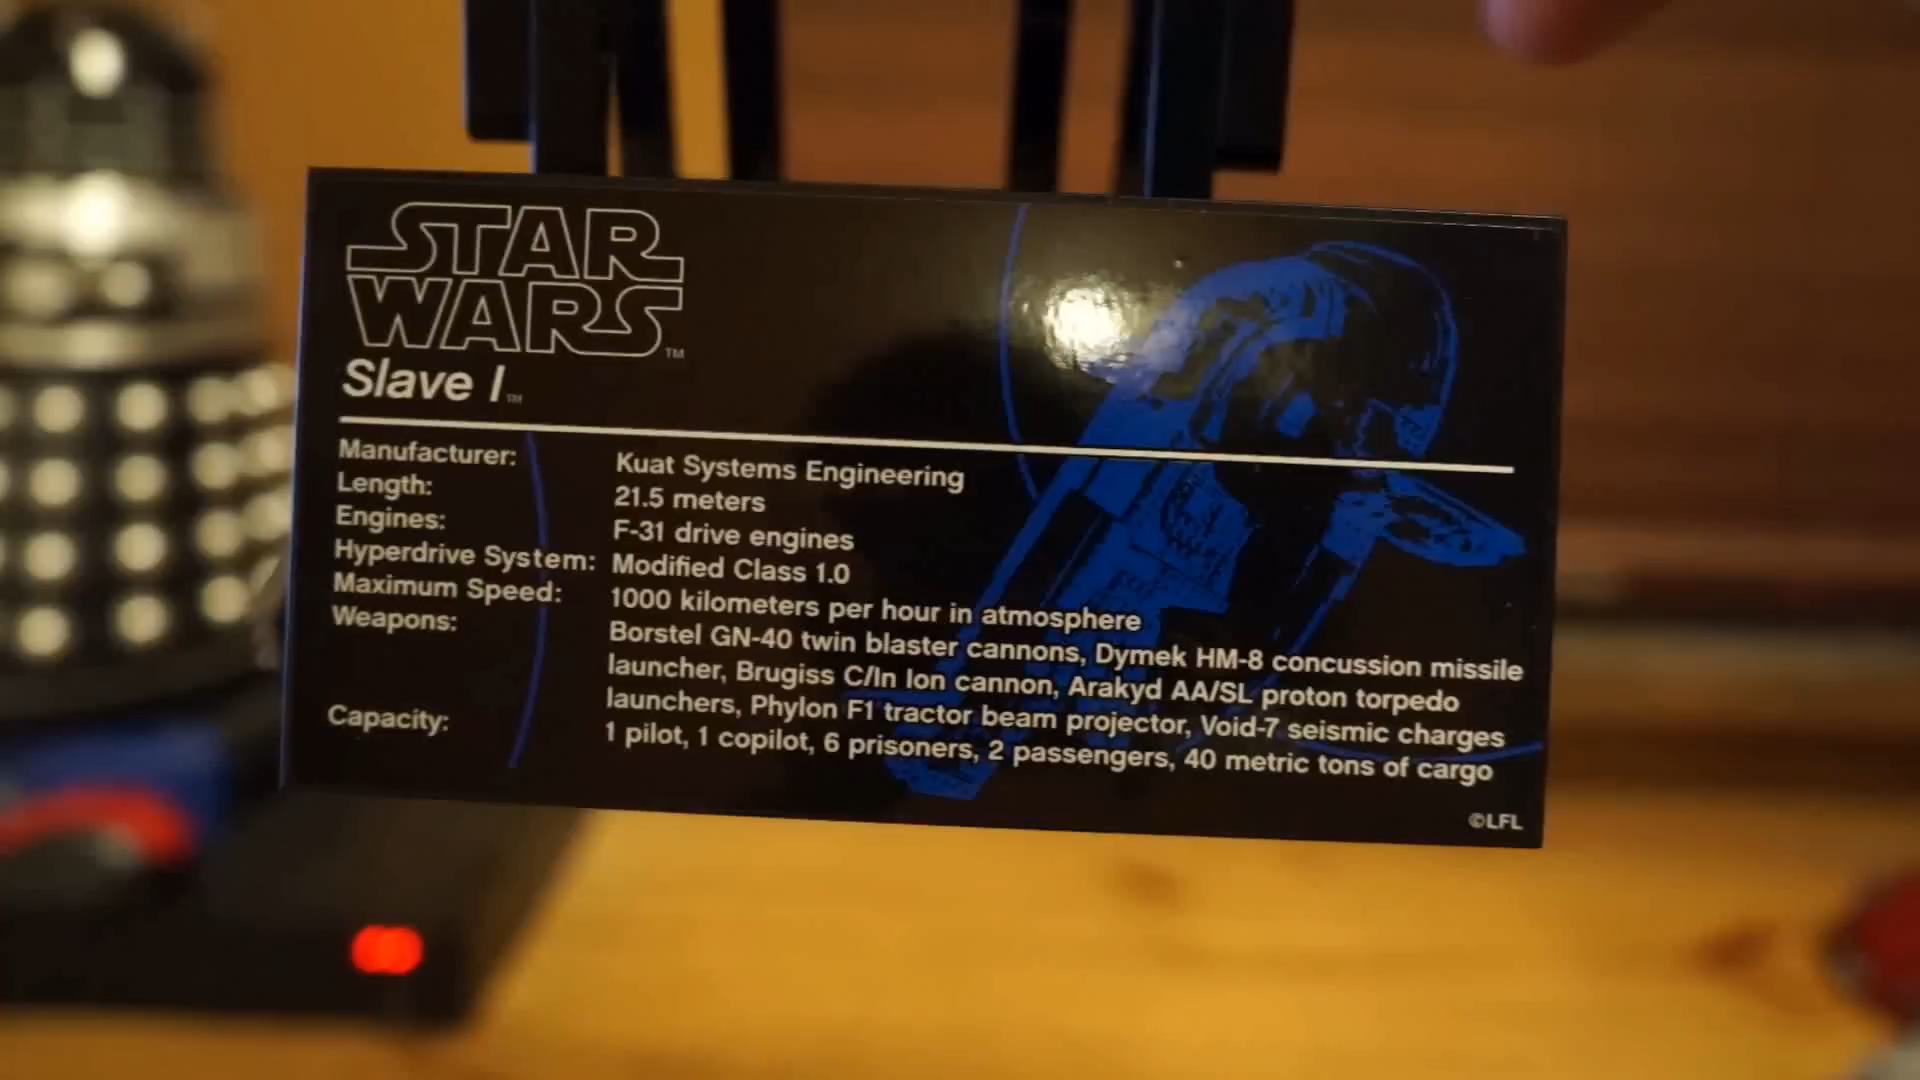 STAR
WARS™
Slave I™
Manufacturer: Kuat Systems Engineering
Length: 21.5 meters
Engines: F-31 drive engines
Hyperdrive System: Modified Class 1.0
Maximum Speed: 1000 kilometers per hour in atmosphere
Weapons: Borstel GN-40 twin blaster cannons, Dymek HM-8 concussion missile
launcher, Brugiss C/In Ion cannon, Arakyd AA/SL proton torpedo
launchers, Phylon F1 tractor beam projector, Void-7 seismic charges
Capacity: 1 pilot, 1 copilot, 6 prisoners, 2 passengers, 40 metric tons of cargo
©LFL